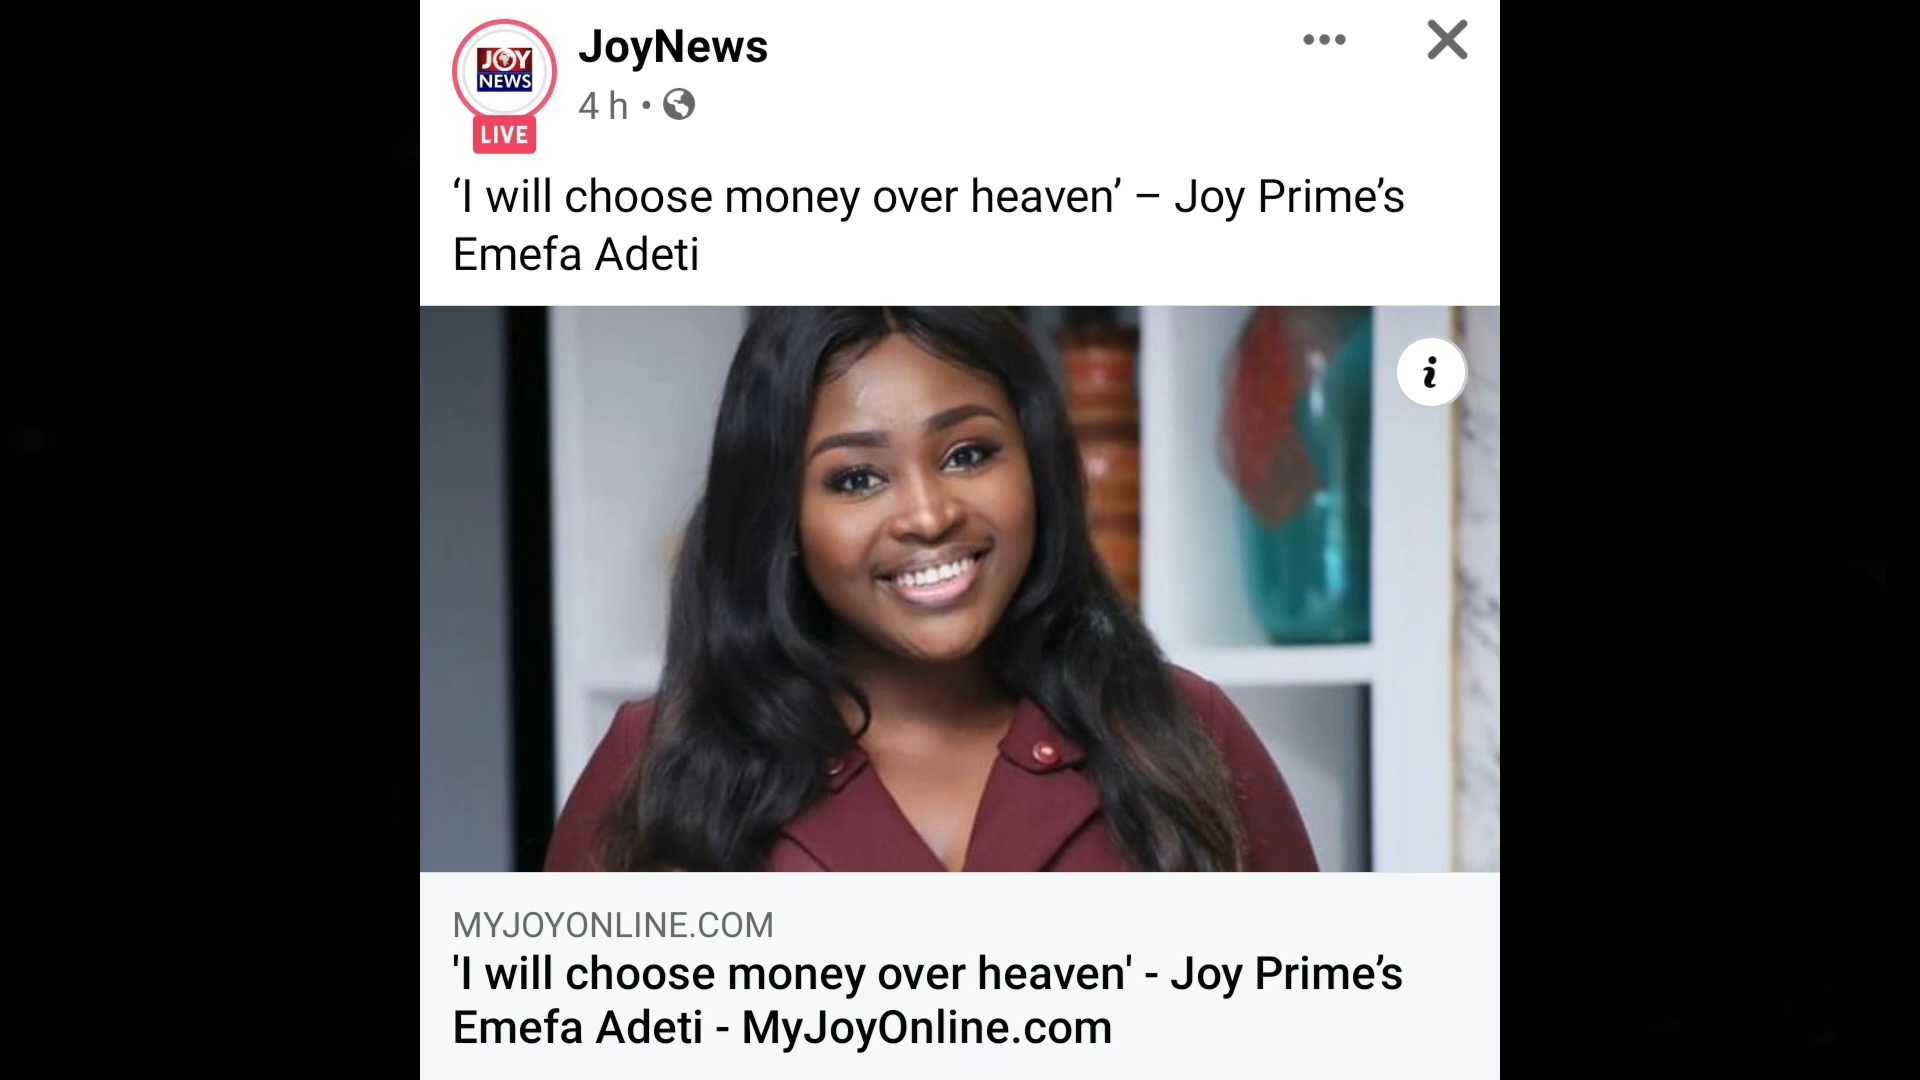 JOY
NEWS
LIVE
JoyNews
4 h •
‘I will choose money over heaven’ – Joy Prime’s
Emefa Adeti
i
MYJOYONLINE.COM
'I will choose money over heaven' - Joy Prime’s
Emefa Adeti - MyJoyOnline.com